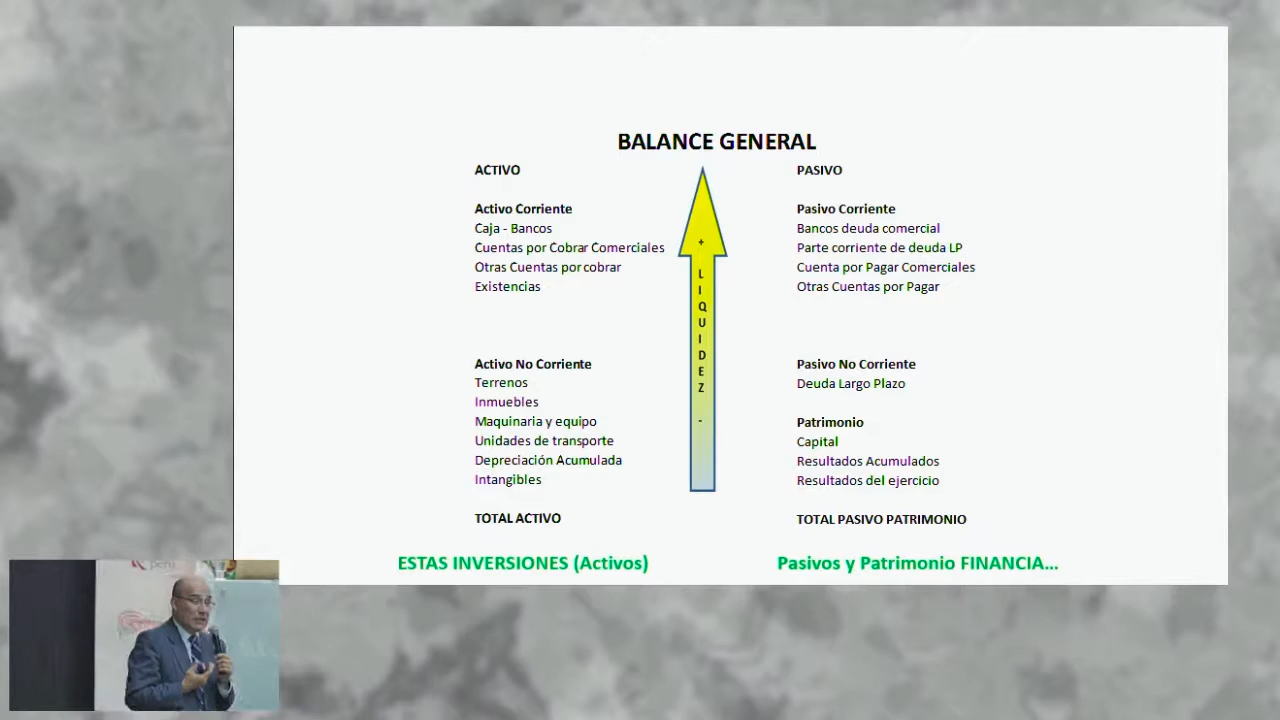 BALANCE GENERAL
ACTIVO
Activo Corriente
Caja - Bancos
Cuentas por Cobrar Comerciales
Otras Cuentas por cobrar
Existencias
Activo No Corriente
Terrenos
Inmuebles
Maquinaria y equipo
Unidades de transporte
Depreciación Acumulada
Intangibles
TOTAL ACTIVO
ESTAS INVERSIONES (Activos)
+ LIQUIDEZ -
PASIVO
Pasivo Corriente
Bancos deuda comercial
Parte corriente de deuda LP
Cuenta por Pagar Comerciales
Otras Cuentas por Pagar
Pasivo No Corriente
Deuda Largo Plazo
Patrimonio
Capital
Resultados Acumulados
Resultados del ejercicio
TOTAL PASIVO PATRIMONIO
Pasivos y Patrimonio FINANCIA...